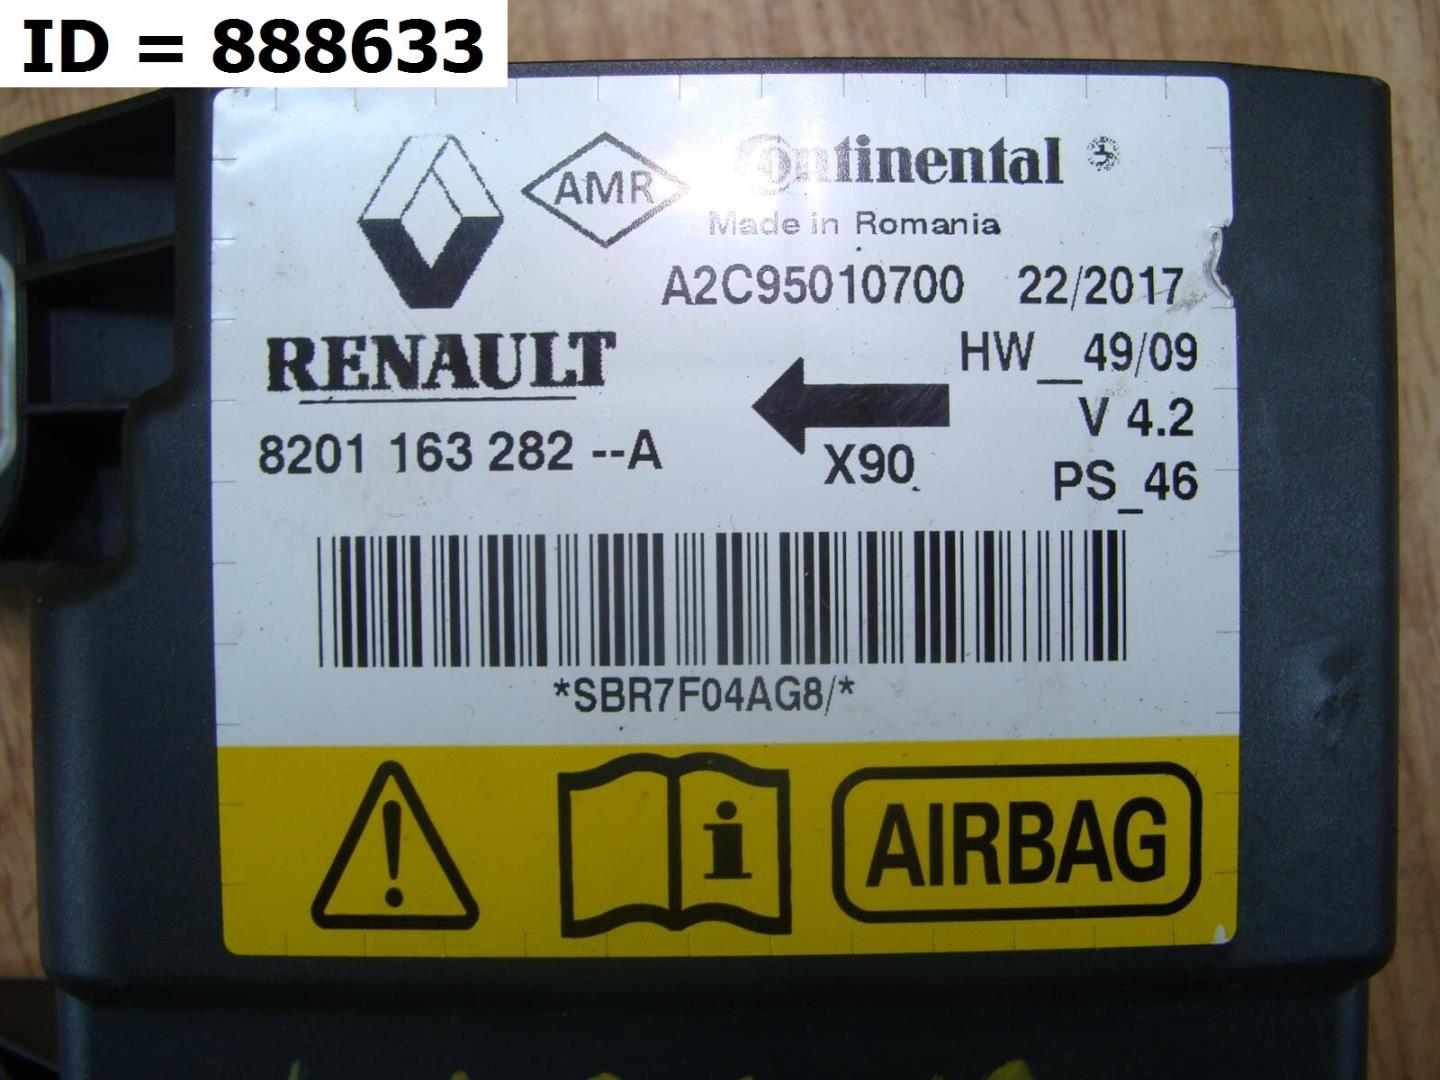 ID = 888633
AMR
Continental
Made in Romania
A2C95010700 22/2017
RENAULT
HW_49/09
V 4.2
8201 163 282 --A
X90
PS_46
*SBR7F04AG8/*
! i AIRBAG